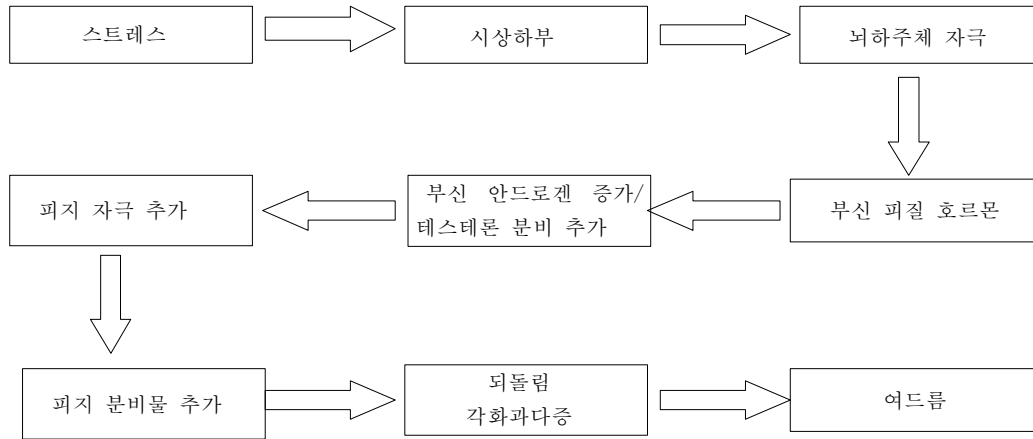 스트레스
시상하부
뇌하주체 자극
부신 피질 호르몬
부신 안드로겐 증가/
테스테론 분비 추가
피지 자극 추가
피지 분비물 추가
되돌림
각화과다증
여드름